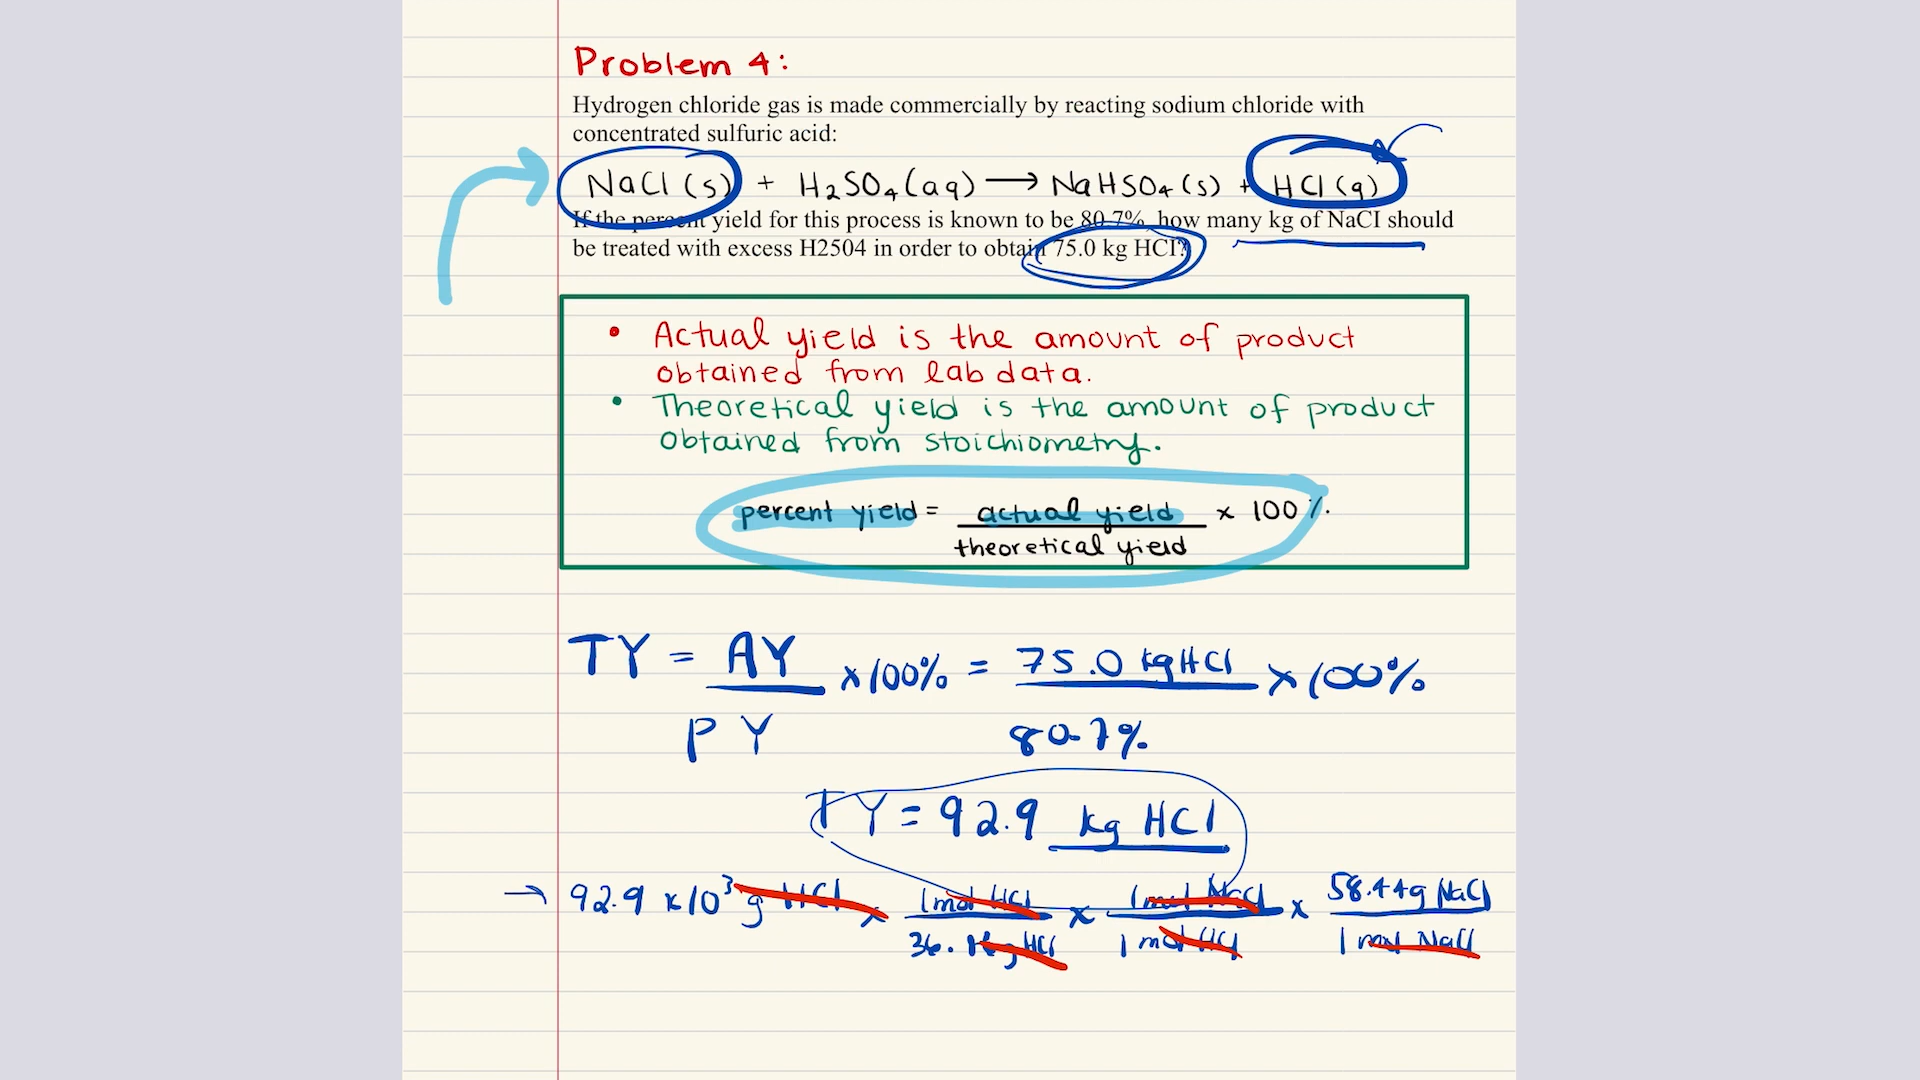 Problem 4:
Hydrogen chloride gas is made commercially by reacting sodium chloride with
concentrated sulfuric acid:
NaCl (s) + H₂SO₄ (aq) → NaHSO₄ (s) + HCl (g)
If the percent yield for this process is known to be 80.7%, how many kg of NaCI should
be treated with excess H2504 in order to obtain 75.0 kg HCI?
• Actual yield is the amount of product
obtained from lab data.
• Theoretical yield is the amount of product
obtained from stoichiometry.
percent yield = actual yield × 100%
theoretical yield
TY = AY ×100% = 75.0 kg HCl ×100%
PY 80.7%
TY = 92.9 kg HCl
→ 92.9 ×10³ g HCl × 1 mol HCl × 1 mol NaCl × 58.44g NaCl
36. g HCl 1 mol HCl 1 mol NaCl